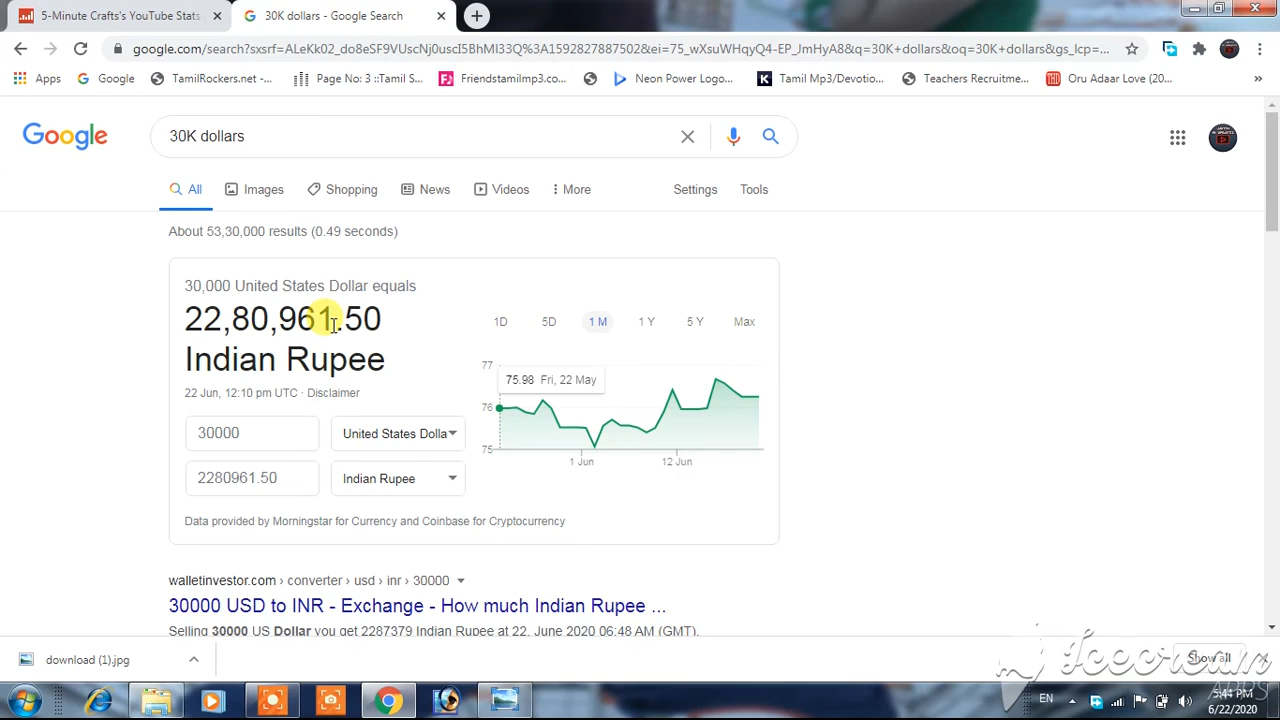 5-Minute Crafts's YouTube Stats
30K dollars - Google Search
google.com/search?sxsrf=ALeKk02_do8eSF9VUscNj0uscI5BhMl33Q%3A1592827887502&ei=75_wXsuWHqyQ4-EP_JmHyA8&q=30K+dollars&oq=30K+dollars&gs_lcp=...
Apps
Google
TamilRockers.net -...
Page No: 3 ::Tamil S...
Friendstamilmp3.co...
Neon Power Logo...
Tamil Mp3/Devotio...
Teachers Recruitme...
Oru Adaar Love (20...
Google
30K dollars
All
Images
Shopping
News
Videos
More
Settings
Tools
About 53,30,000 results (0.49 seconds)
30,000 United States Dollar equals
22,80,961.50
Indian Rupee
22 Jun, 12:10 pm UTC · Disclaimer
30000
United States Dolla
2280961.50
Indian Rupee
1D
5D
1 M
1 Y
5 Y
Max
77
75.98 Fri, 22 May
76
75
1 Jun
12 Jun
Data provided by Morningstar for Currency and Coinbase for Cryptocurrency
walletinvestor.com › converter › usd › inr › 30000
30000 USD to INR - Exchange - How much Indian Rupee ...
Selling 30000 US Dollar you get 2287379 Indian Rupee at 22. June 2020 06:48 AM (GMT).
download (1).jpg
Show all
Icecream
APPS
EN
5:44 PM
6/22/2020